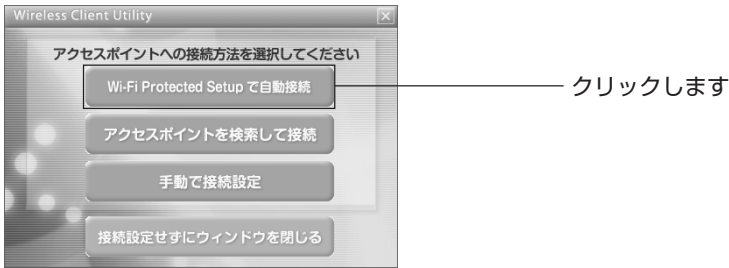 Wireless Client Utility
アクセスポイントへの接続方法を選択してください
Wi-Fi Protected Setup で自動接続
クリックします
アクセスポイントを検索して接続
手動で接続設定
接続設定せずにウィンドウを閉じる